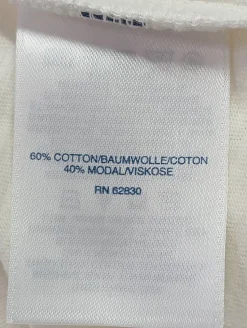 60% COTTON/BAUMWOLLE/COTON
40% MODAL/VISKOSE
RN 62830